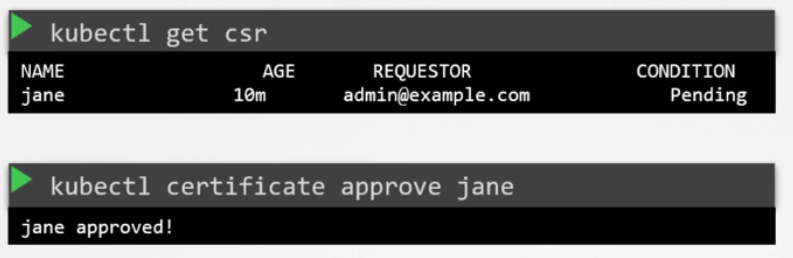 kubectl get csr
NAME AGE REQUESTOR CONDITION
jane 10m admin@example.com Pending
kubectl certificate approve jane
jane approved!